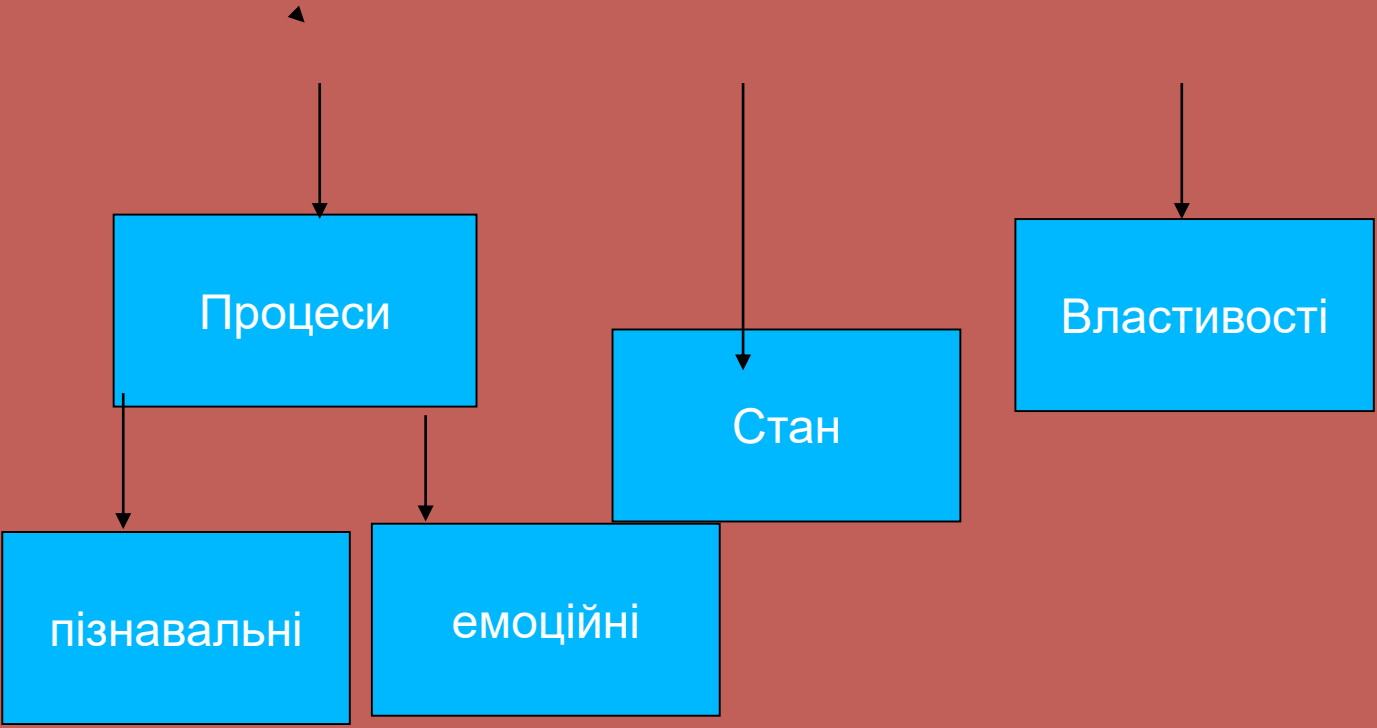 Процеси
Властивості
Стан
пізнавальні
емоційні